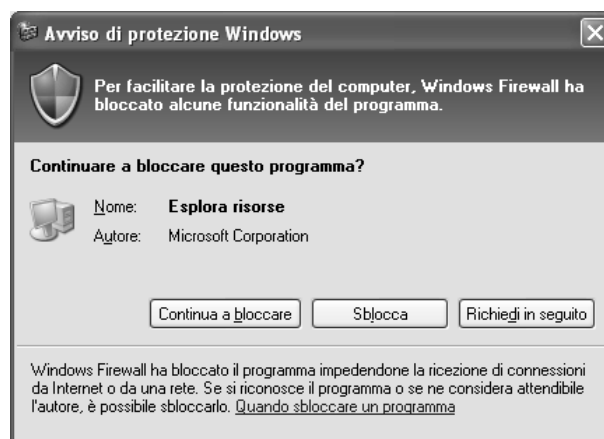 Avviso di protezione Windows
Per facilitare la protezione del computer, Windows Firewall ha
bloccato alcune funzionalità del programma.
Continuare a bloccare questo programma?
Nome: Esplora risorse
Autore: Microsoft Corporation
Continua a bloccare Sblocca Richiedi in seguito
Windows Firewall ha bloccato il programma impedendone la ricezione di connessioni
da Internet o da una rete. Se si riconosce il programma o se ne considera attendibile
l'autore, è possibile sbloccarlo. Quando sbloccare un programma